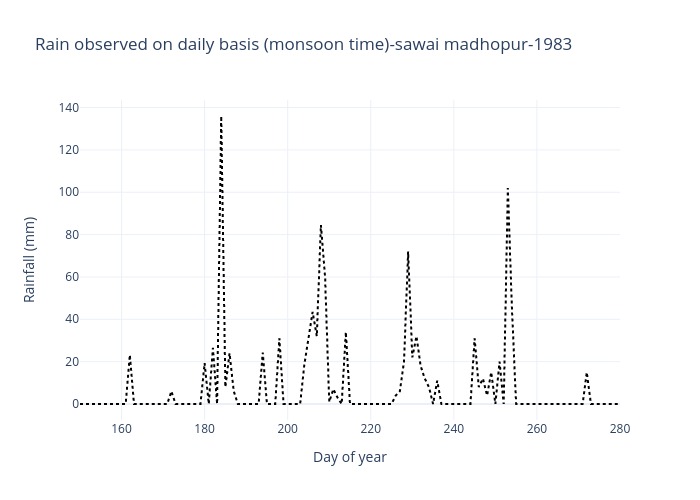 Rain observed on daily basis (monsoon time)-sawai madhopur-1983
140
120
100
80
60
40
20
0
Rainfall (mm)
160 180 200 220 240 260 280
Day of year